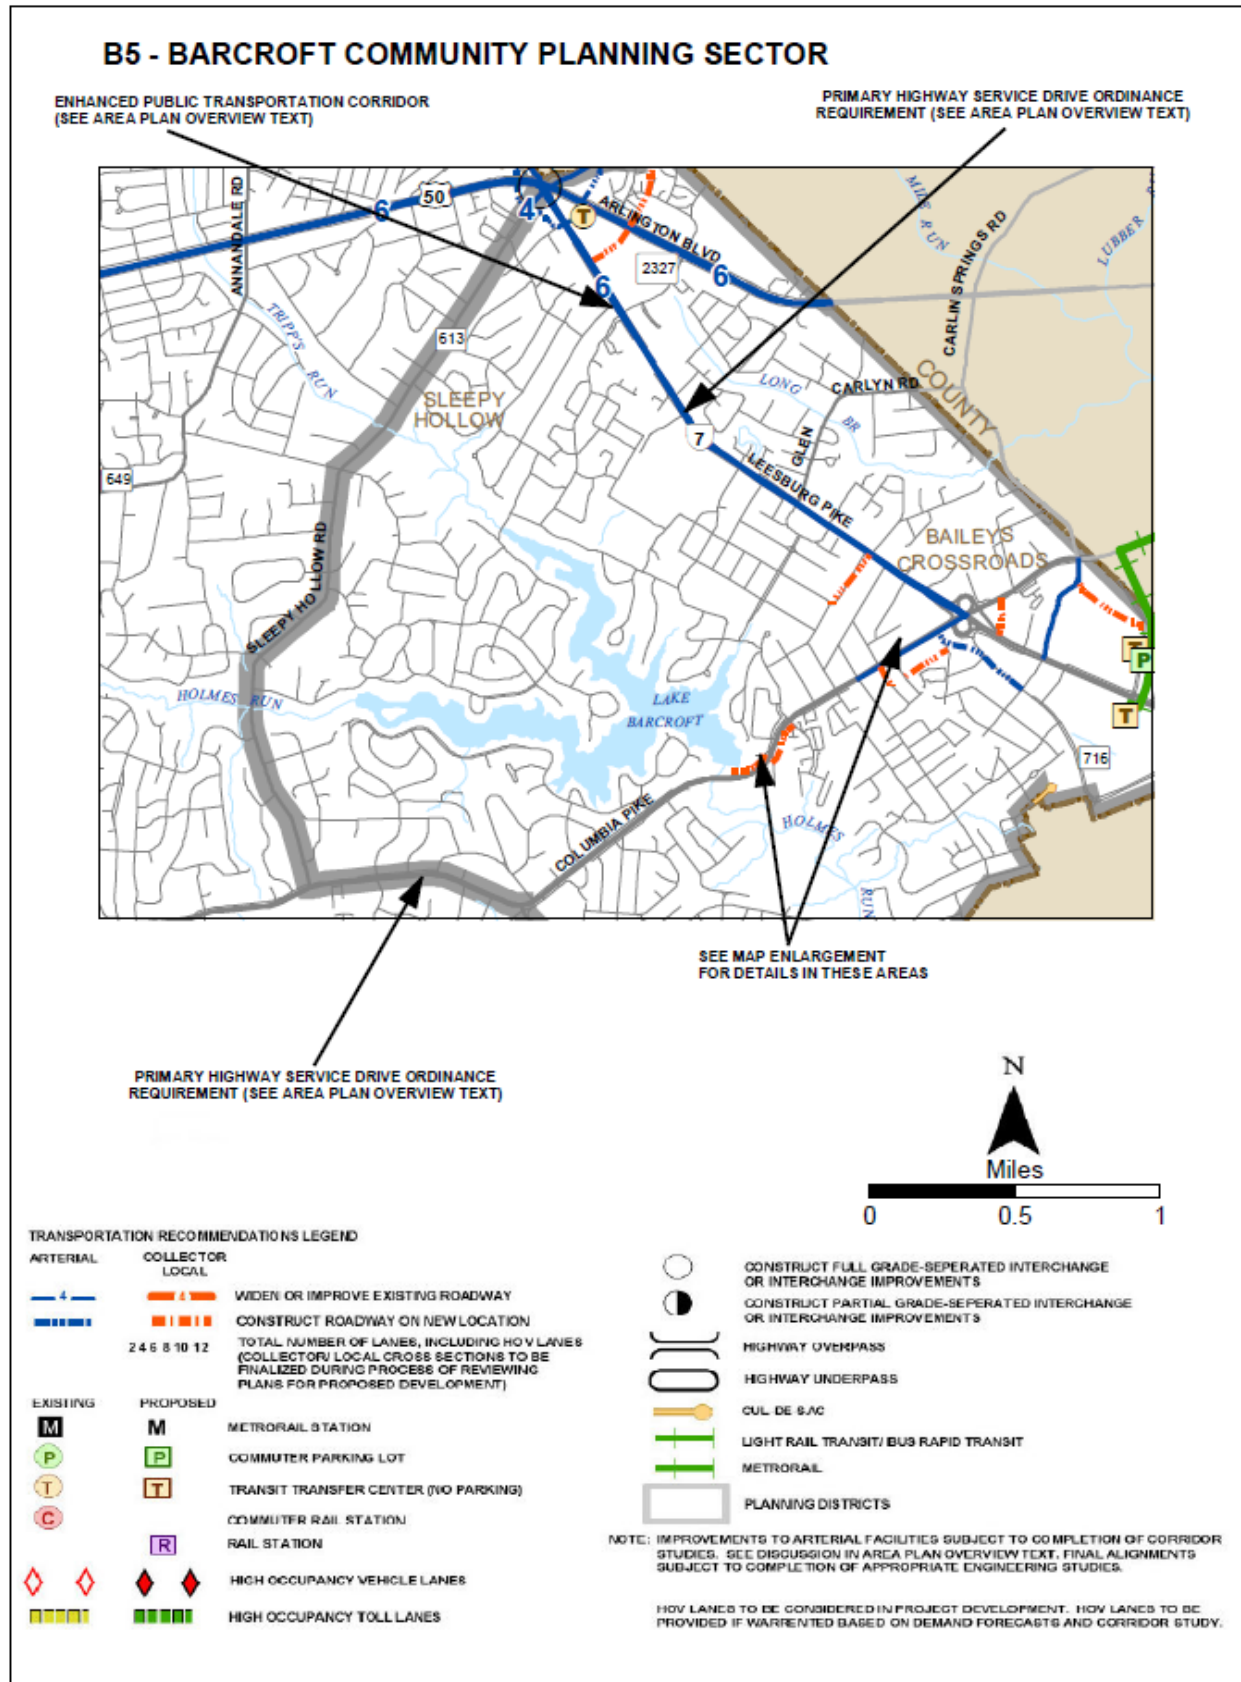 B5 - BARCROFT COMMUNITY PLANNING SECTOR
ENHANCED PUBLIC TRANSPORTATION CORRIDOR
(SEE AREA PLAN OVERVIEW TEXT)
PRIMARY HIGHWAY SERVICE DRIVE ORDINANCE
REQUIREMENT (SEE AREA PLAN OVERVIEW TEXT)
ANNANDALE RD
6
50
4
T
ARLINGTON BLVD
6
2327
6
MILE RUN
LUBBER
CARLIN SPRINGS RD
COUNTY
TRIPP'S RUN
613
SLEEPY
HOLLOW
LONG BR
CARLYN RD
GLEN
7
LEESBURG PIKE
649
BAILEYS
CROSSROADS
SLEEPY HOLLOW RD
HOLMES RUN
LAKE
BARCROFT
T
P
T
716
COLUMBIA PIKE
HOLMES
RUN
SEE MAP ENLARGEMENT
FOR DETAILS IN THESE AREAS
PRIMARY HIGHWAY SERVICE DRIVE ORDINANCE
REQUIREMENT (SEE AREA PLAN OVERVIEW TEXT)
N
Miles
0 0.5 1
TRANSPORTATION RECOMMENDATIONS LEGEND
ARTERIAL COLLECTOR
LOCAL
4 4 WIDEN OR IMPROVE EXISTING ROADWAY
CONSTRUCT ROADWAY ON NEW LOCATION
2 4 6 8 10 12 TOTAL NUMBER OF LANES, INCLUDING HOV LANES
(COLLECTOR/ LOCAL CROSS SECTIONS TO BE
FINALIZED DURING PROCESS OF REVIEWING
PLANS FOR PROPOSED DEVELOPMENT)
EXISTING PROPOSED
M M METRORAIL STATION
P P COMMUTER PARKING LOT
T T TRANSIT TRANSFER CENTER (NO PARKING)
C COMMUTER RAIL STATION
R RAIL STATION
HIGH OCCUPANCY VEHICLE LANES
HIGH OCCUPANCY TOLL LANES
CONSTRUCT FULL GRADE-SEPERATED INTERCHANGE
OR INTERCHANGE IMPROVEMENTS
CONSTRUCT PARTIAL GRADE-SEPERATED INTERCHANGE
OR INTERCHANGE IMPROVEMENTS
HIGHWAY OVERPASS
HIGHWAY UNDERPASS
CUL-DE-SAC
LIGHT RAIL TRANSIT/ BUS RAPID TRANSIT
METRORAIL
PLANNING DISTRICTS
NOTE: IMPROVEMENTS TO ARTERIAL FACILITIES SUBJECT TO COMPLETION OF CORRIDOR
STUDIES. SEE DISCUSSION IN AREA PLAN OVERVIEW TEXT. FINAL ALIGNMENTS
SUBJECT TO COMPLETION OF APPROPRIATE ENGINEERING STUDIES.
HOV LANES TO BE CONSIDERED IN PROJECT DEVELOPMENT. HOV LANES TO BE
PROVIDED IF WARRENTED BASED ON DEMAND FORECASTS AND CORRIDOR STUDY.